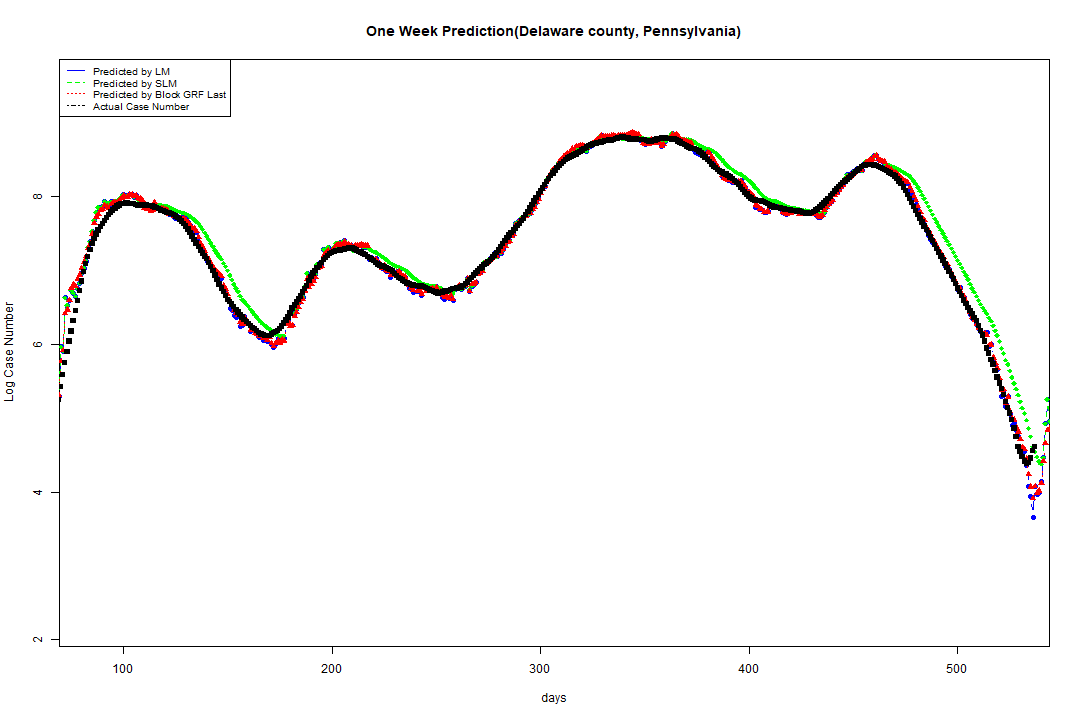 One Week Prediction(Delaware county, Pennsylvania)
Predicted by LM
Predicted by SLM
Predicted by Block GRF Last
Actual Case Number
Log Case Number
8
6
4
2
100 200 300 400 500
days